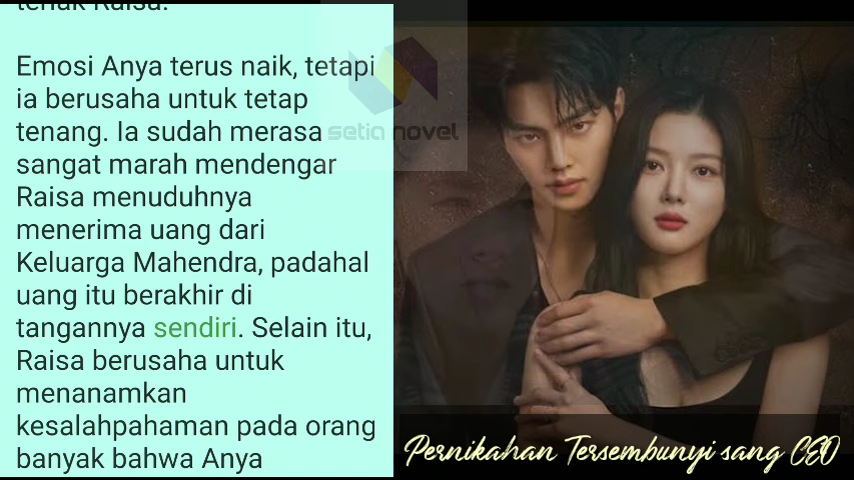 teriak Raisa.
Emosi Anya terus naik, tetapi
ia berusaha untuk tetap
tenang. Ia sudah merasa
sangat marah mendengar
Raisa menuduhnya
menerima uang dari
Keluarga Mahendra, padahal
uang itu berakhir di
tangannya sendiri. Selain itu,
Raisa berusaha untuk
menanamkan
kesalahpahaman pada orang
banyak bahwa Anya
setia novel
Pernikahan Tersembunyi sang CEO